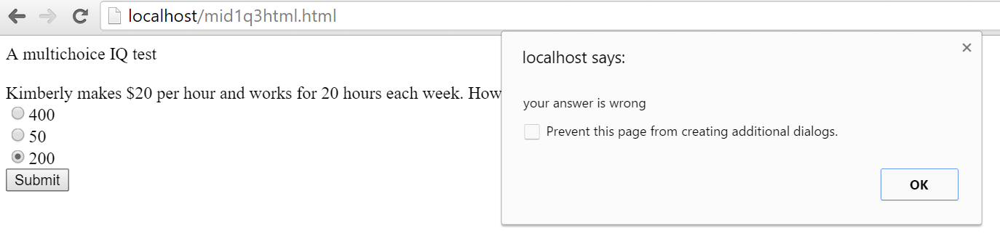 localhost/mid1q3html.html
A multichoice IQ test
Kimberly makes $20 per hour and works for 20 hours each week. How
400
50
200
Submit
localhost says:
your answer is wrong
Prevent this page from creating additional dialogs.
OK